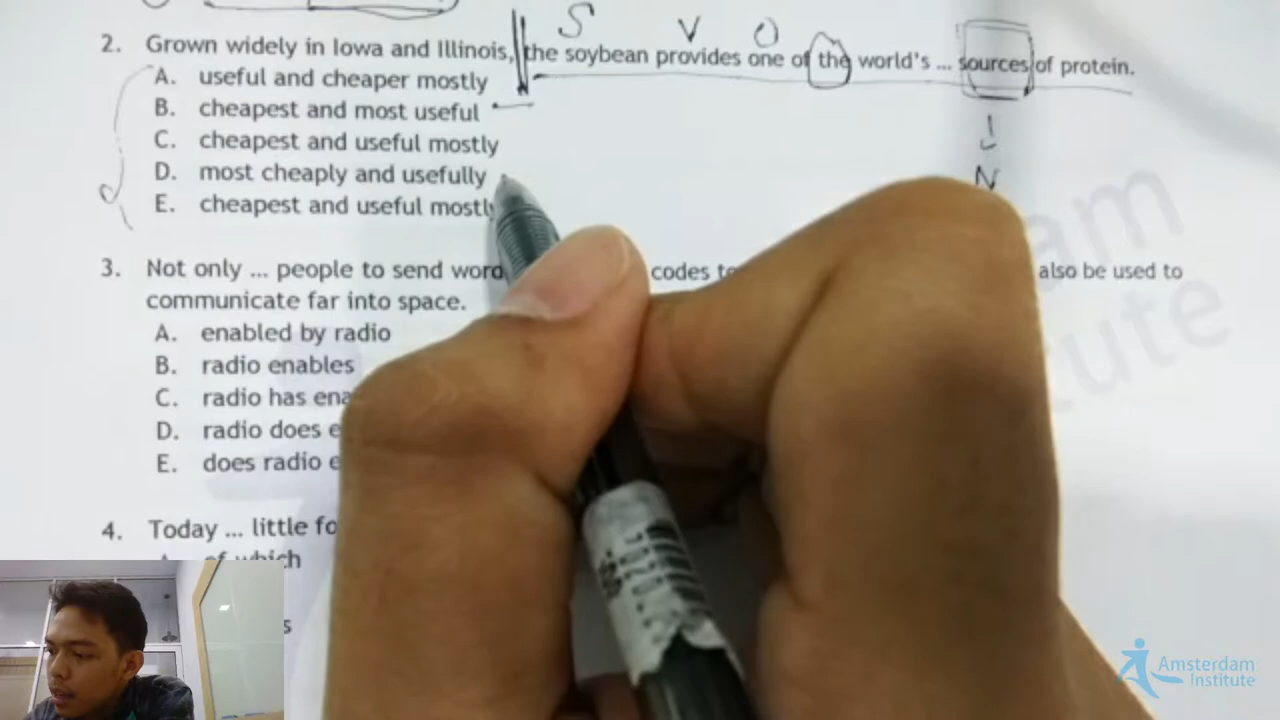 S V O
2. Grown widely in Iowa and Illinois, the soybean provides one of the world's ... sources of protein.
A. useful and cheaper mostly
B. cheapest and most useful
C. cheapest and useful mostly
D. most cheaply and usefully
E. cheapest and useful mostly
N
3. Not only ... people to send word codes also be used to
communicate far into space.
A. enabled by radio
B. radio enables
C. radio has
D. radio does
E. does radio
4. Today ... little
of which
Amsterdam
Institute